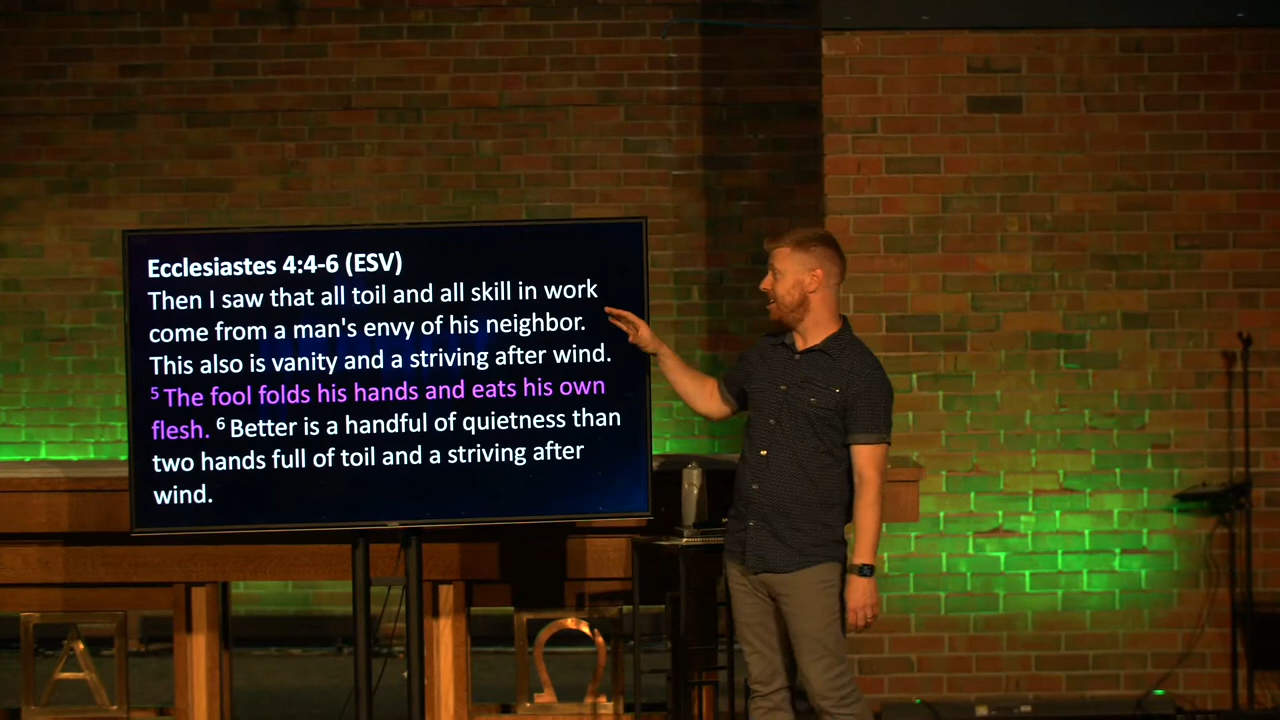 Ecclesiastes 4:4-6 (ESV)
Then I saw that all toil and all skill in work
come from a man's envy of his neighbor.
This also is vanity and a striving after wind.
⁵ The fool folds his hands and eats his own
flesh. ⁶ Better is a handful of quietness than
two hands full of toil and a striving after
wind.
Α
Ω